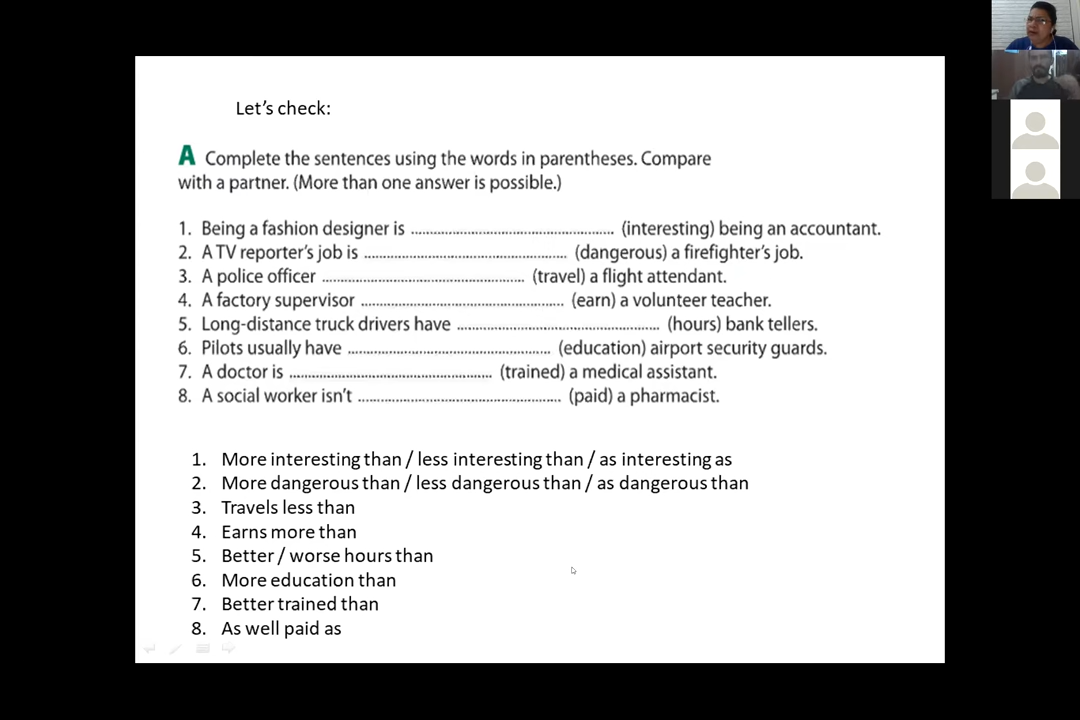 Let's check:
A Complete the sentences using the words in parentheses. Compare
with a partner. (More than one answer is possible.)
1. Being a fashion designer is ................................................... (interesting) being an accountant.
2. A TV reporter's job is ................................................... (dangerous) a firefighter's job.
3. A police officer ................................................... (travel) a flight attendant.
4. A factory supervisor ................................................... (earn) a volunteer teacher.
5. Long-distance truck drivers have ................................................... (hours) bank tellers.
6. Pilots usually have ................................................... (education) airport security guards.
7. A doctor is ................................................... (trained) a medical assistant.
8. A social worker isn't ................................................... (paid) a pharmacist.
1. More interesting than / less interesting than / as interesting as
2. More dangerous than / less dangerous than / as dangerous than
3. Travels less than
4. Earns more than
5. Better / worse hours than
6. More education than
7. Better trained than
8. As well paid as